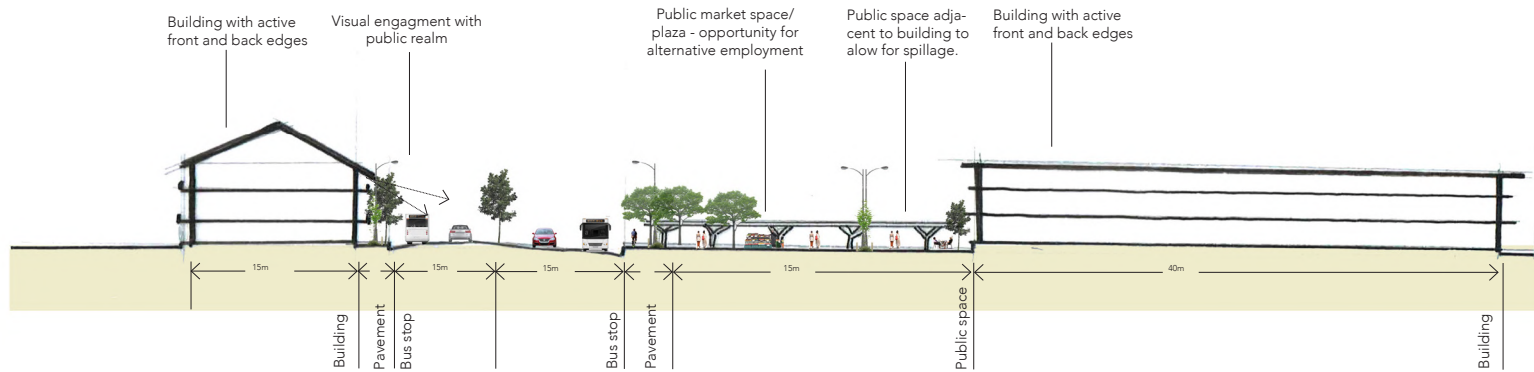 Building with active
front and back edges
Visual engagment with
public realm
Public market space/
plaza - opportunity for
alternative employment
Public space adja-
cent to building to
alow for spillage.
Building with active
front and back edges
15m
15m
15m
15m
40m
Building
Pavement
Bus stop
Bus stop
Pavement
Public space
Building